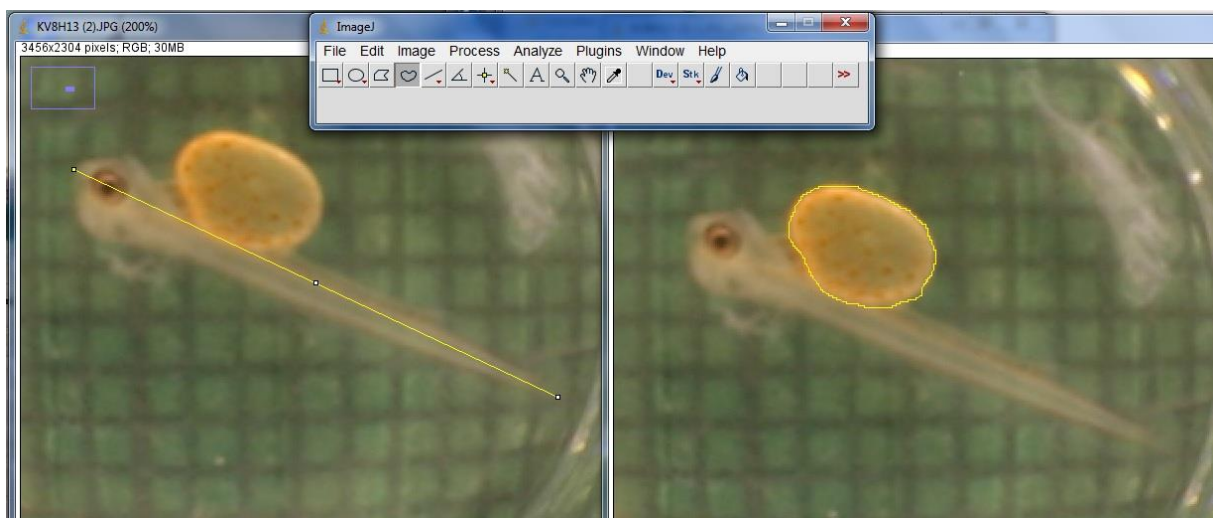 KV8H13 (2).JPG (200%)
3456x2304 pixels; RGB; 30MB
ImageJ
File Edit Image Process Analyze Plugins Window Help
A Dev Stk >>